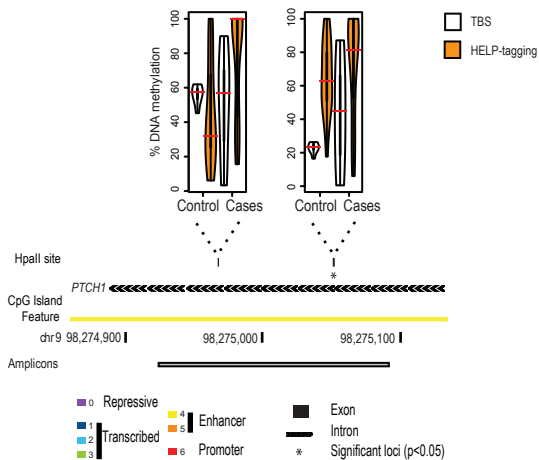 % DNA methylation
100
80
60
40
20
0
Control Cases
100
80
60
40
20
0
Control Cases
TBS
HELP-tagging
HpaII site
*
PTCH1
CpG Island
Feature
chr9 98,274,900 98,275,000 98,275,100
Amplicons
0 Repressive
1
2 Transcribed
3
4 Enhancer
5
6 Promoter
Exon
Intron
* Significant loci (p<0.05)